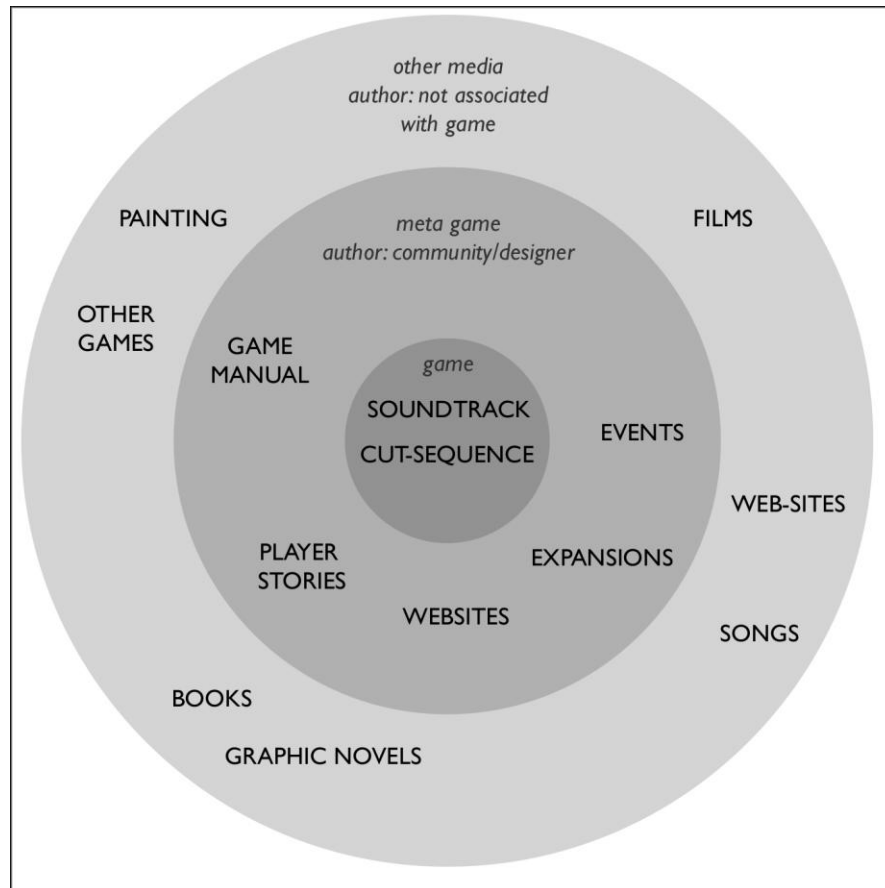 other media
author: not associated
with game
PAINTING
FILMS
meta game
author: community/designer
OTHER
GAMES
GAME
MANUAL
game
SOUNDTRACK
CUT-SEQUENCE
EVENTS
WEB-SITES
PLAYER
STORIES
EXPANSIONS
WEBSITES
SONGS
BOOKS
GRAPHIC NOVELS